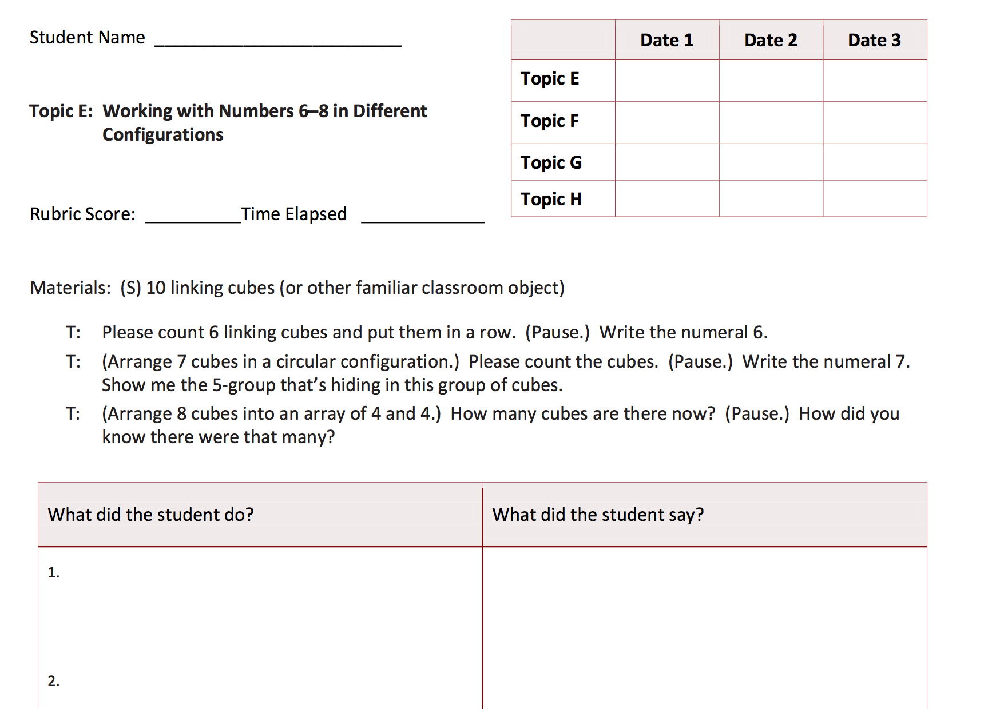 Student Name _________________________
Date 1 Date 2 Date 3
Topic E
Topic F
Topic G
Topic H
Topic E: Working with Numbers 6–8 in Different
Configurations
Rubric Score: __________Time Elapsed _____________
Materials: (S) 10 linking cubes (or other familiar classroom object)
T: Please count 6 linking cubes and put them in a row. (Pause.) Write the numeral 6.
T: (Arrange 7 cubes in a circular configuration.) Please count the cubes. (Pause.) Write the numeral 7.
Show me the 5-group that’s hiding in this group of cubes.
T: (Arrange 8 cubes into an array of 4 and 4.) How many cubes are there now? (Pause.) How did you
know there were that many?
What did the student do? What did the student say?
1.
2.